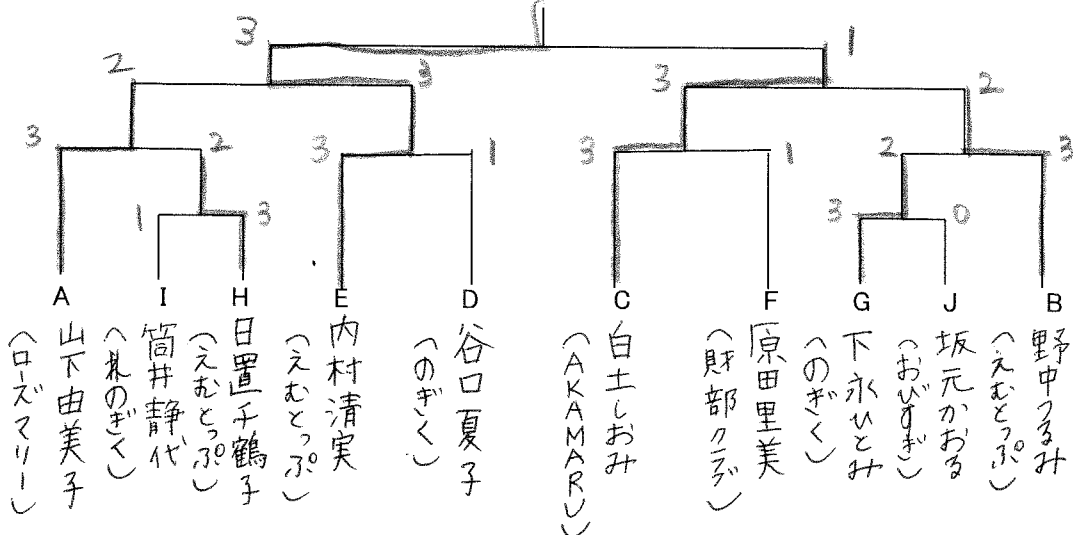 3
1
2
3
3
2
3
2
3
1
3
1
2
3
1
3
3
0
A
I
H
E
D
C
F
G
J
B
山下由美子
(ローズマリー)
筒井静代
(れのぎく)
日置千鶴子
(えむとっぷ)
内村清実
(えむとっぷ)
谷口夏子
(のぎく)
白土しおみ
(AKAMARU)
原田里美
(財部クラブ)
下永ひとみ
(のぎく)
坂元かおる
(おびすぎ)
野中つるみ
(えむとっぷ)